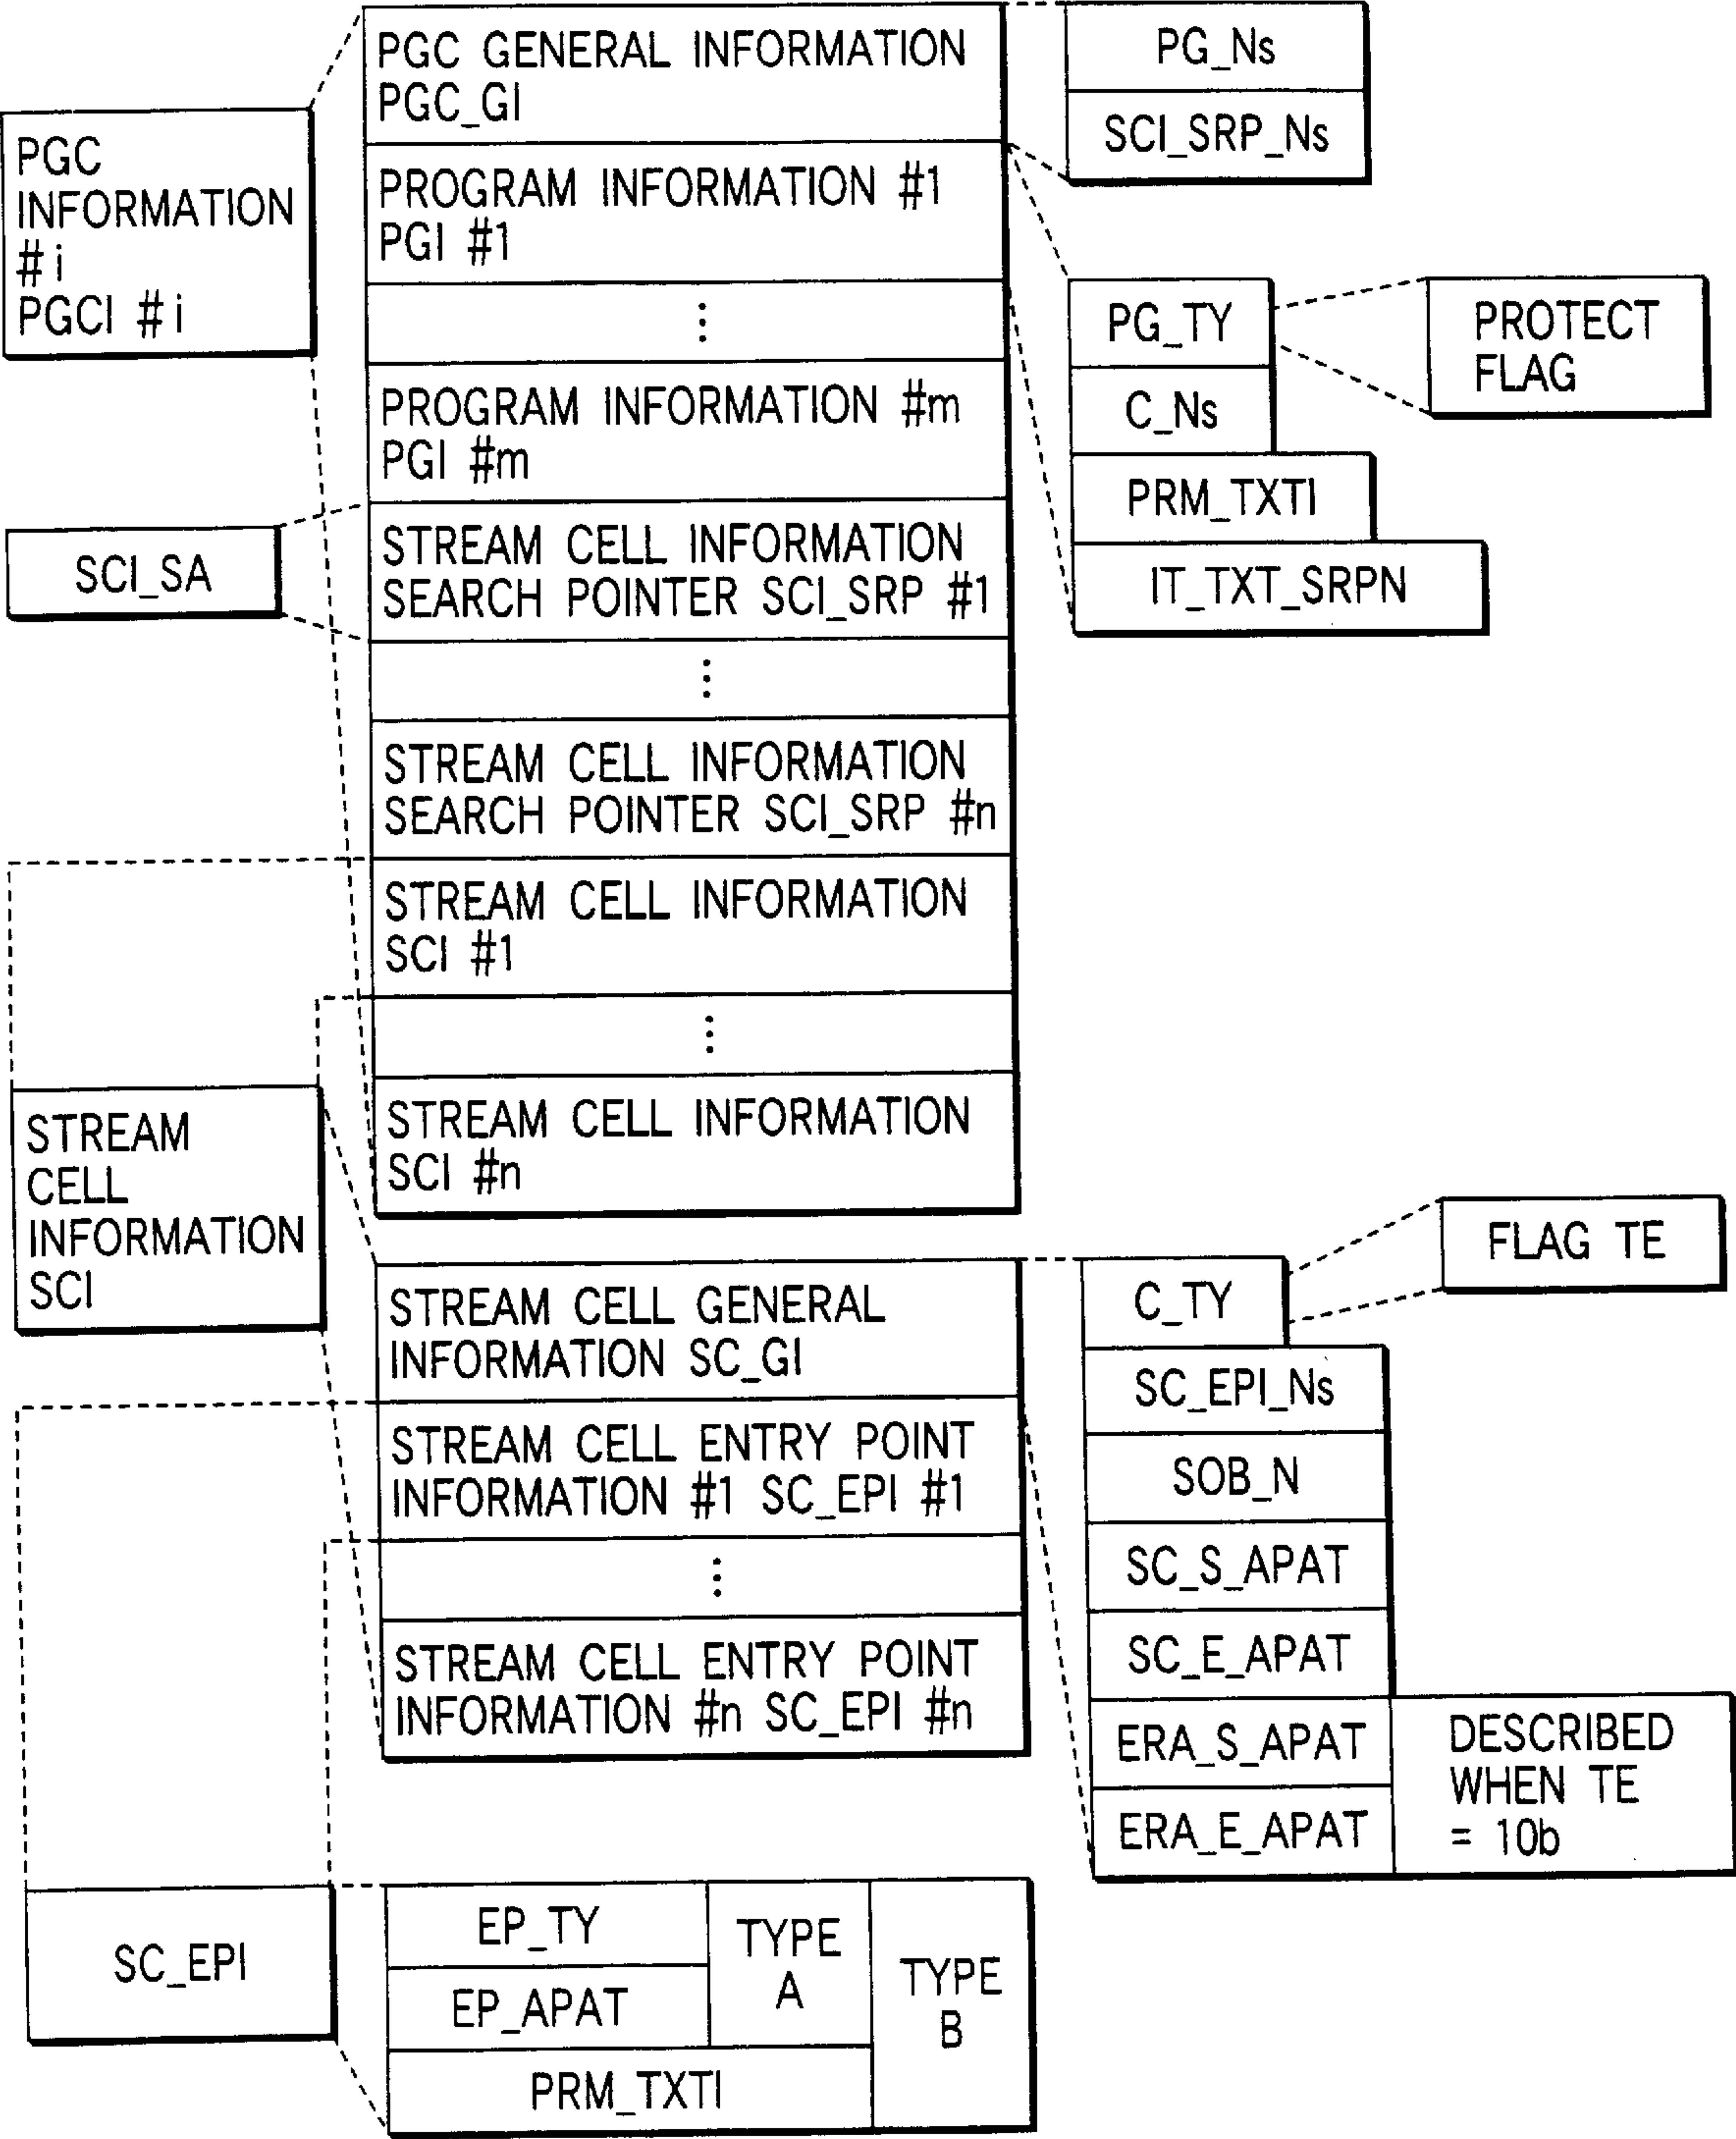 PGC
INFORMATION
# i
PGCI # i
PGC GENERAL INFORMATION
PGC_GI
PROGRAM INFORMATION #1
PGI #1
⋮
PROGRAM INFORMATION #m
PGI #m
STREAM CELL INFORMATION
SEARCH POINTER SCI_SRP #1
⋮
STREAM CELL INFORMATION
SEARCH POINTER SCI_SRP #n
STREAM CELL INFORMATION
SCI #1
⋮
STREAM CELL INFORMATION
SCI #n
PG_Ns
SCI_SRP_Ns
PG_TY
C_Ns
PRM_TXTI
IT_TXT_SRPN
PROTECT
FLAG
SCI_SA
STREAM
CELL
INFORMATION
SCI
STREAM CELL GENERAL
INFORMATION SC_GI
STREAM CELL ENTRY POINT
INFORMATION #1 SC_EPI #1
⋮
STREAM CELL ENTRY POINT
INFORMATION #n SC_EPI #n
C_TY
SC_EPI_Ns
SOB_N
SC_S_APAT
SC_E_APAT
ERA_S_APAT
ERA_E_APAT
FLAG TE
DESCRIBED
WHEN TE
= 10b
SC_EPI
EP_TY
EP_APAT
PRM_TXTI
TYPE
A
TYPE
B